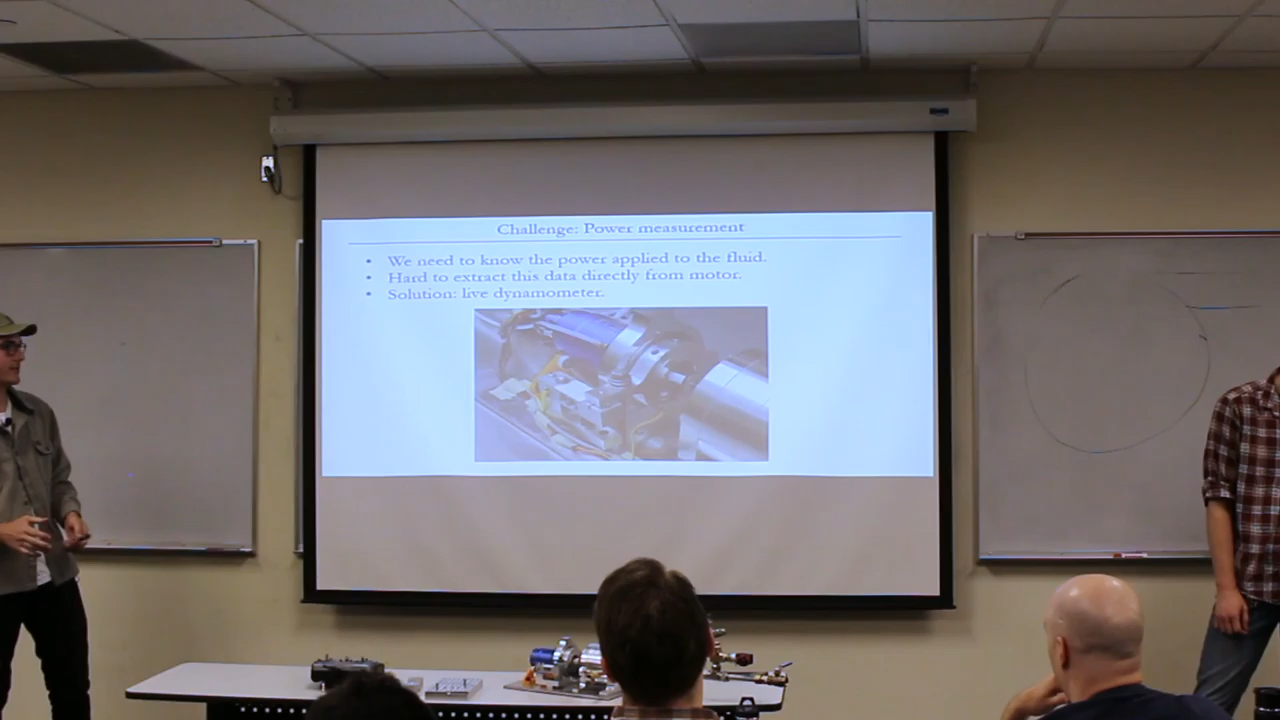 Challenge: Power measurement
• We need to know the power applied to the fluid.
• Hard to extract this data directly from motor.
• Solution: live dynamometer.